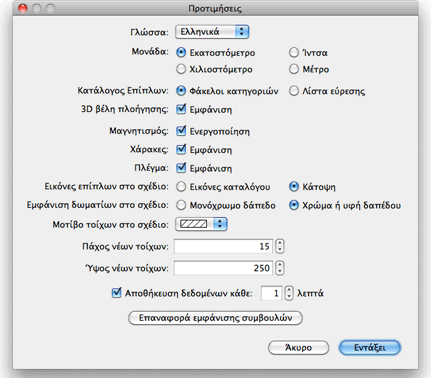 Προτιμήσεις
Γλώσσα: Ελληνικά
Μονάδα: Εκατοστόμετρο Ίντσα
Χιλιοστόμετρο Μέτρο
Κατάλογος Επίπλων: Φάκελοι κατηγοριών Λίστα εύρεσης
3D βέλη πλοήγησης: Εμφάνιση
Μαγνητισμός: Ενεργοποίηση
Χάρακες: Εμφάνιση
Πλέγμα: Εμφάνιση
Εικόνες επίπλων στο σχέδιο: Εικόνες καταλόγου Κάτοψη
Εμφάνιση δωματίων στο σχέδιο: Μονόχρωμο δάπεδο Χρώμα ή υφή δαπέδου
Μοτίβο τοίχων στο σχέδιο:
Πάχος νέων τοίχων: 15
Ύψος νέων τοίχων: 250
Αποθήκευση δεδομένων κάθε: 1 λεπτά
Επαναφορά εμφάνισης συμβουλών
Άκυρο Εντάξει